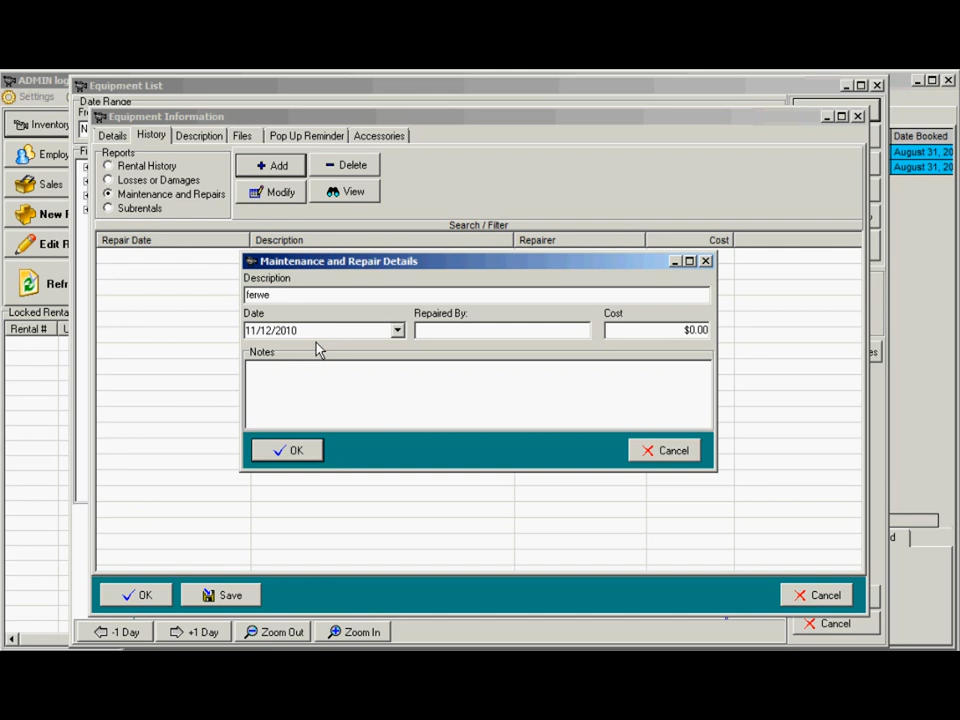 ADMIN log
Equipment List
Settings
Date Range
Equipment Information
Inventory
Details History Description Files Pop Up Reminder Accessories
Date Booked
Reports
August 31, 20
Rental History
Add
Delete
August 31, 20
Losses or Damages
Sales
Maintenance and Repairs
Modify
View
Subrentals
New
Search / Filter
Edit
Repair Date Description Repairer Cost
Maintenance and Repair Details
Description
ferwe
Date Repaired By: Cost
11/12/2010 $0.00
Locked Renta
Rental #
Notes
OK Cancel
OK Save Cancel
Cancel
-1 Day +1 Day Zoom Out Zoom In